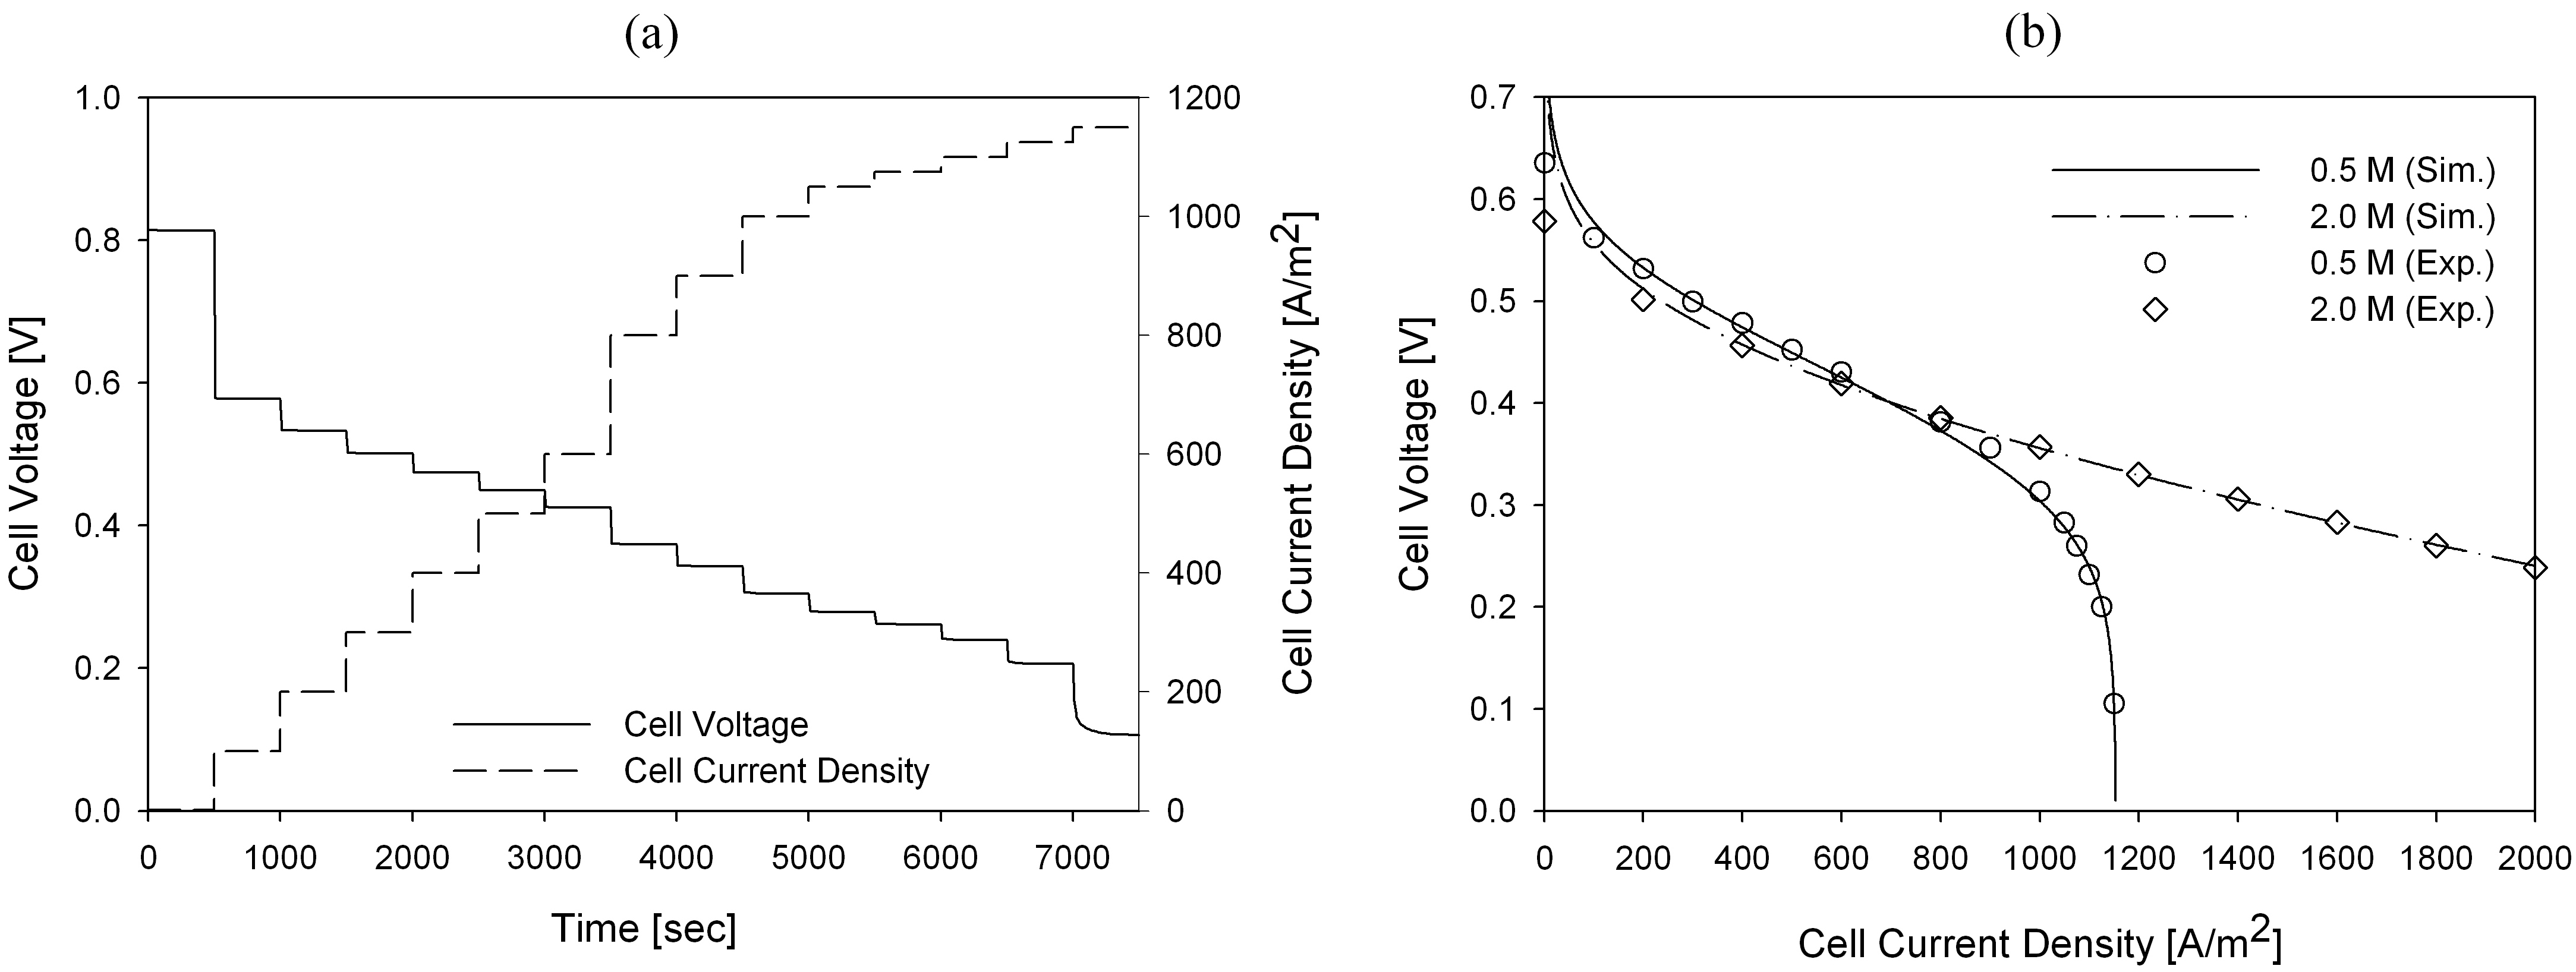 (a)
Cell Voltage [V]
1.0
0.8
0.6
0.4
0.2
0.0
Cell Voltage
Cell Current Density
0 1000 2000 3000 4000 5000 6000 7000
Time [sec]
1200
1000
800
600
400
200
0
Cell Current Density [A/m2]
(b)
Cell Voltage [V]
0.7
0.6
0.5
0.4
0.3
0.2
0.1
0.0
0.5 M (Sim.)
2.0 M (Sim.)
0.5 M (Exp.)
2.0 M (Exp.)
0 200 400 600 800 1000 1200 1400 1600 1800 2000
Cell Current Density [A/m2]